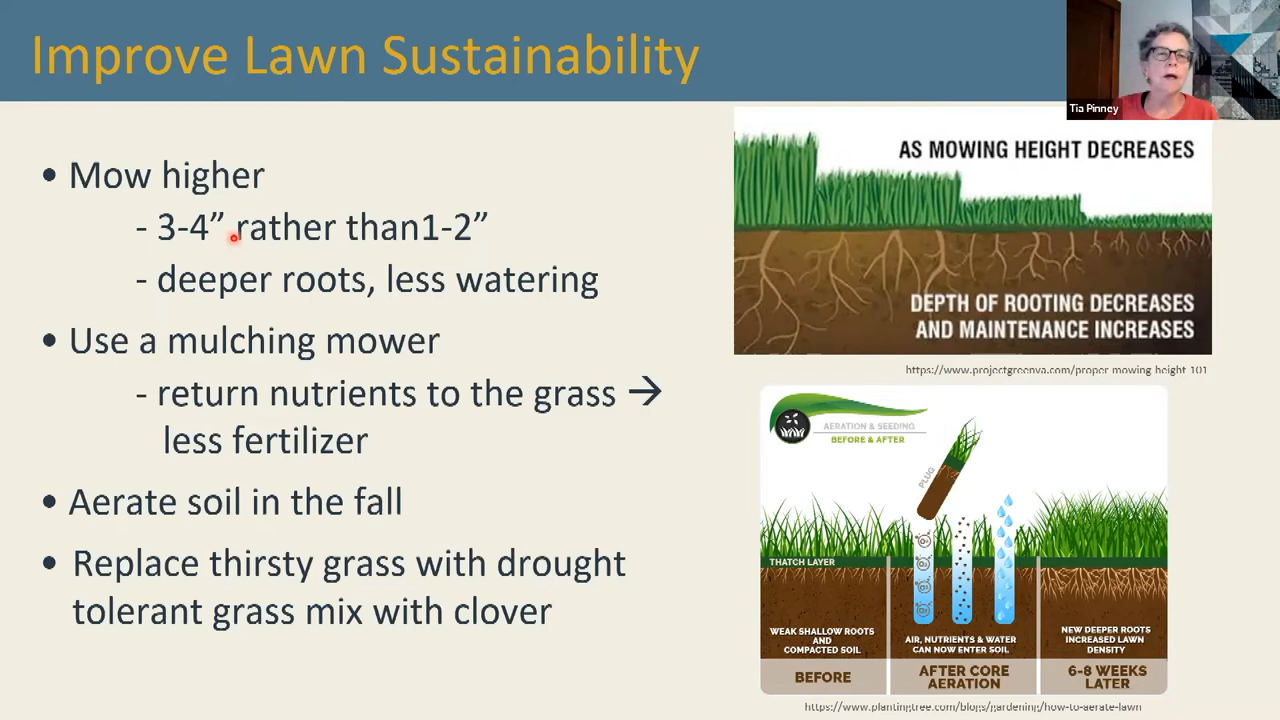 Improve Lawn Sustainability
Tia Pinney
• Mow higher
- 3-4” rather than1-2”
- deeper roots, less watering
• Use a mulching mower
- return nutrients to the grass →
less fertilizer
• Aerate soil in the fall
• Replace thirsty grass with drought
tolerant grass mix with clover
AS MOWING HEIGHT DECREASES
DEPTH OF ROOTING DECREASES
AND MAINTENANCE INCREASES
https://www.projectgreenva.com/proper-mowing-height-101
AERATION & SEEDING
BEFORE & AFTER
PLUG
THATCH LAYER
WEAK SHALLOW ROOTS
AND
COMPACTED SOIL
BEFORE
AIR, NUTRIENTS & WATER
CAN NOW ENTER SOIL
AFTER CORE
AERATION
NEW DEEPER ROOTS
INCREASED LAWN
DENSITY
6-8 WEEKS
LATER
https://www.plantingtree.com/blogs/gardening/how-to-aerate-lawn